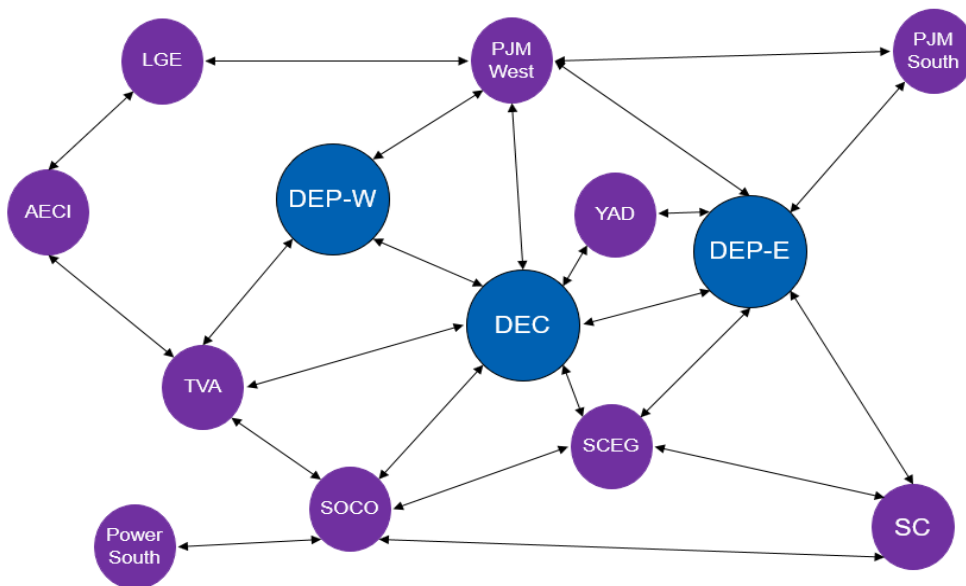 LGE
PJM
West
PJM
South
DEP-W
AECI
YAD
DEP-E
DEC
TVA
SCEG
SOCO
SC
Power
South